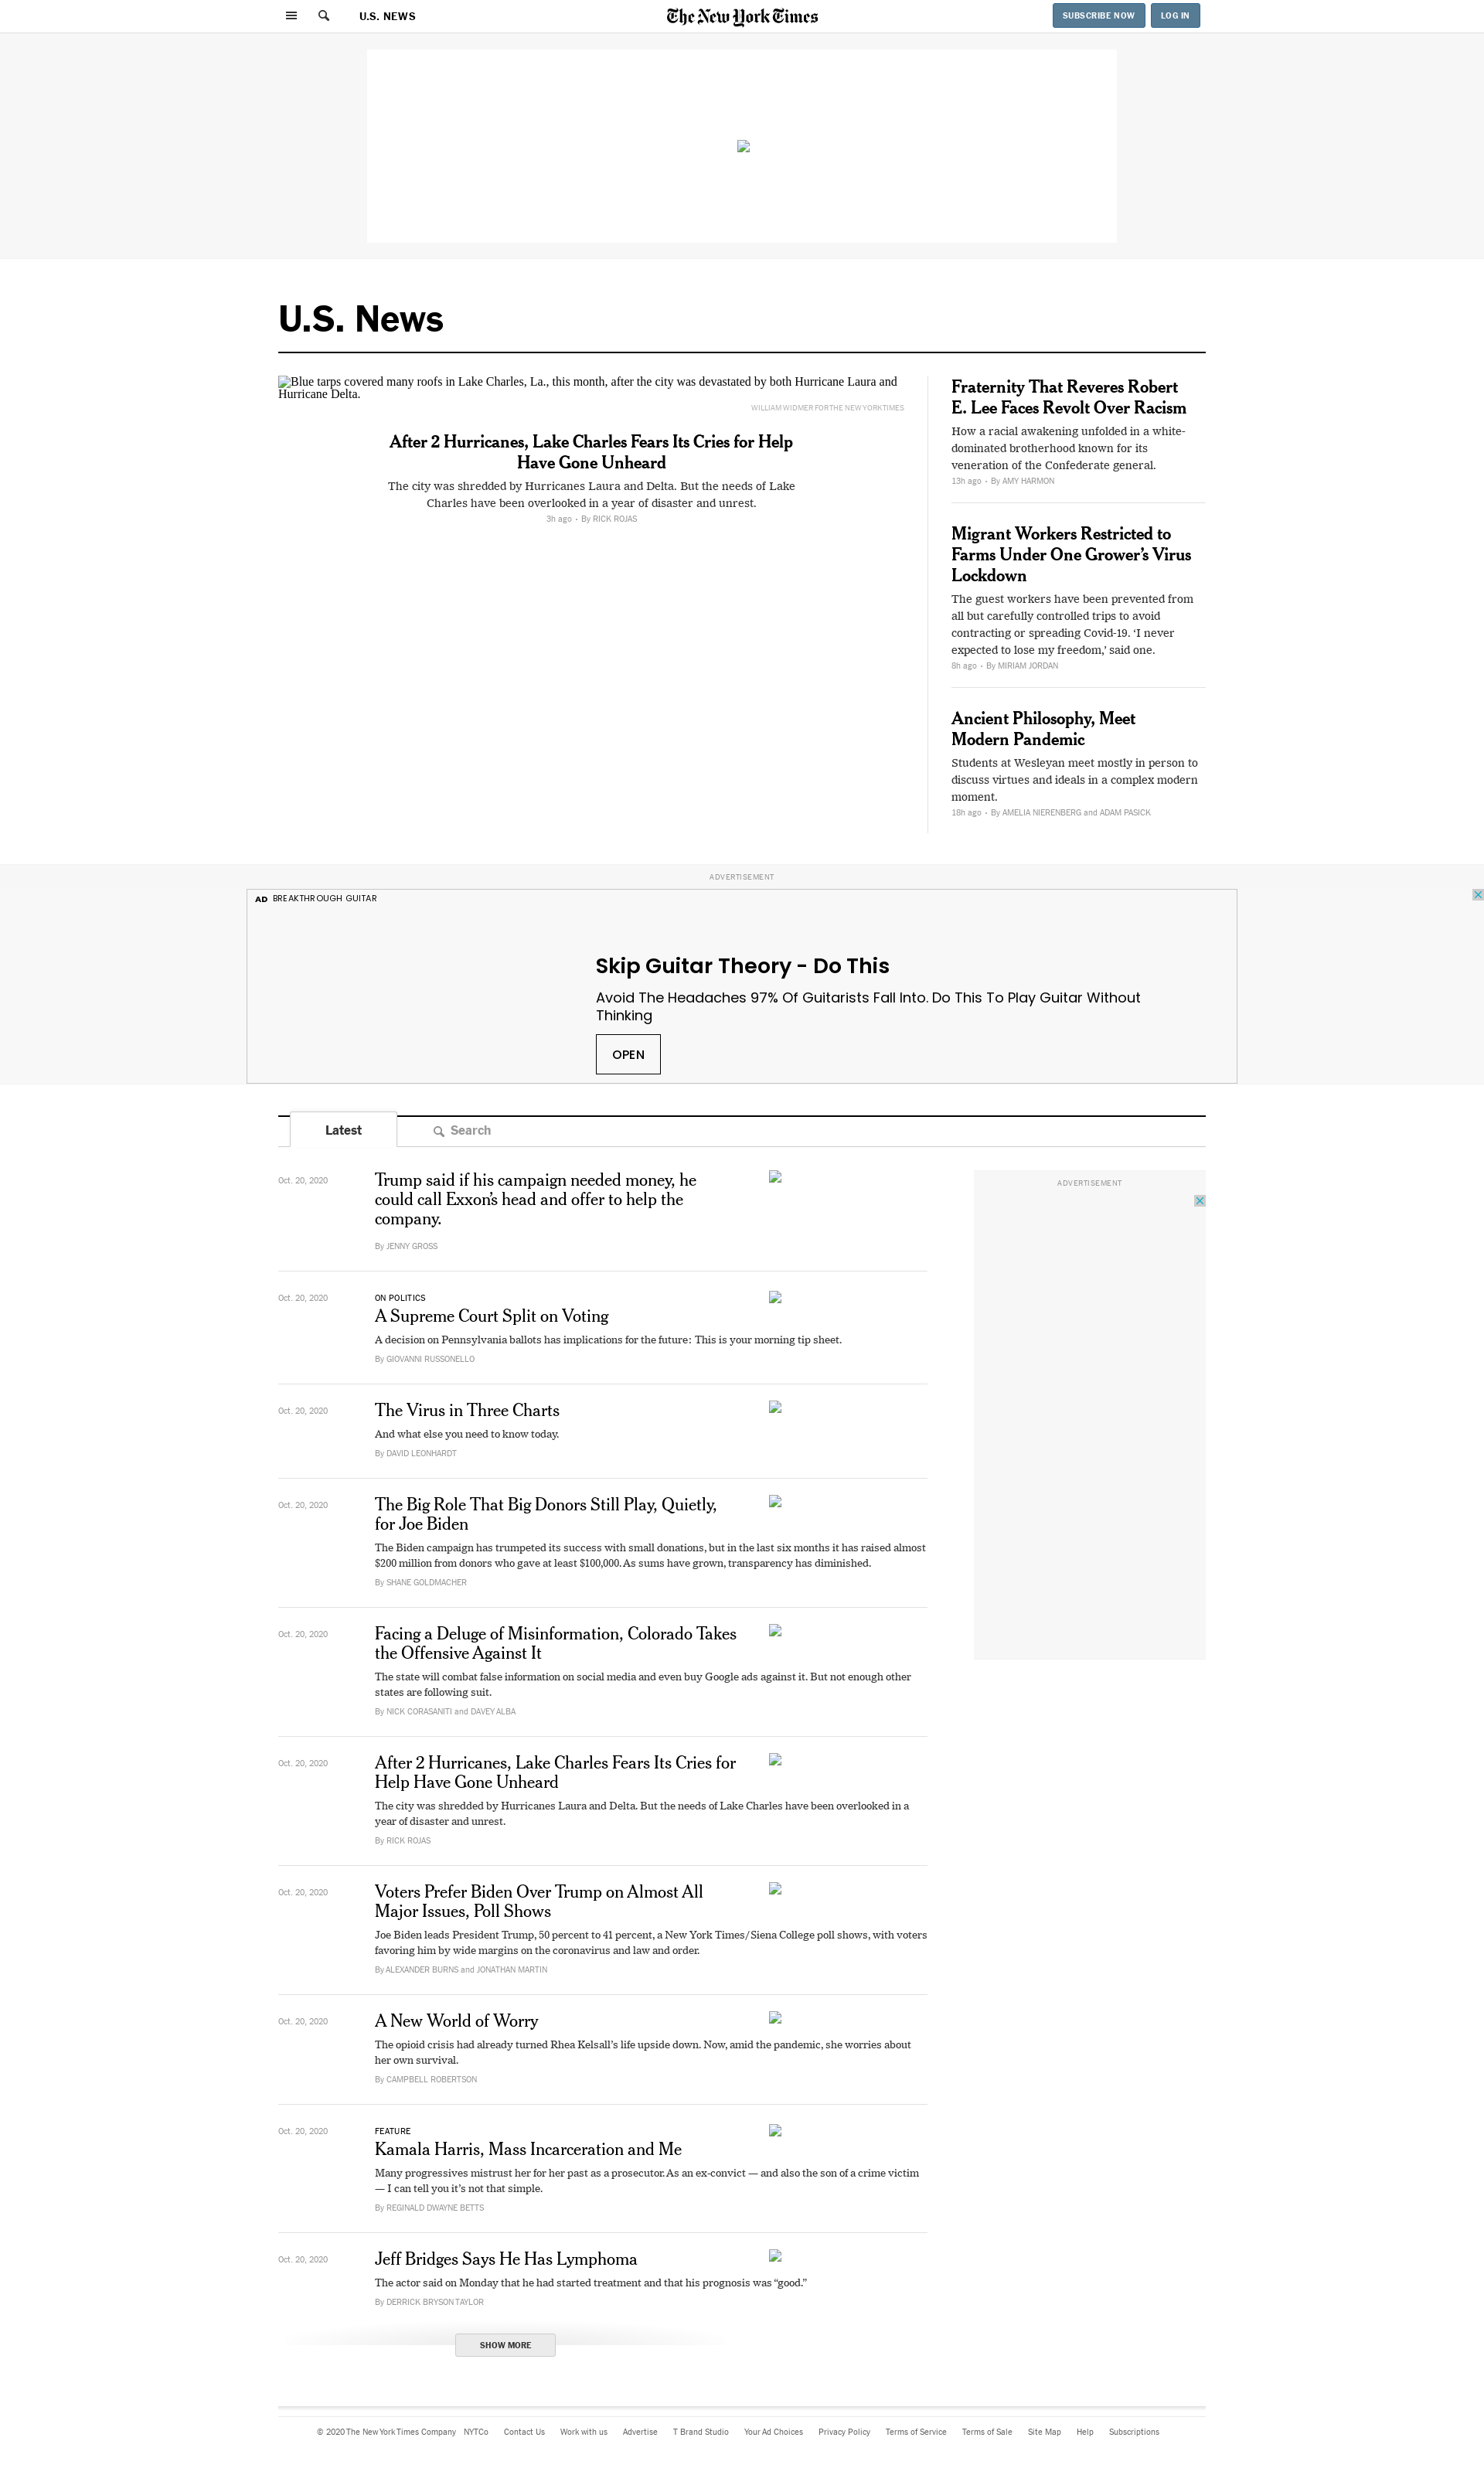 U.S. NEWS
The New York Times
SUBSCRIBE NOW
LOG IN
U.S. News
Blue tarps covered many roofs in Lake Charles, La., this month, after the city was devastated by both Hurricane Laura and
Hurricane Delta.
WILLIAM WIDMER FOR THE NEW YORK TIMES
After 2 Hurricanes, Lake Charles Fears Its Cries for Help
Have Gone Unheard
The city was shredded by Hurricanes Laura and Delta. But the needs of Lake
Charles have been overlooked in a year of disaster and unrest.
3h ago • By RICK ROJAS
Fraternity That Reveres Robert
E. Lee Faces Revolt Over Racism
How a racial awakening unfolded in a white-
dominated brotherhood known for its
veneration of the Confederate general.
13h ago • By AMY HARMON
Migrant Workers Restricted to
Farms Under One Grower’s Virus
Lockdown
The guest workers have been prevented from
all but carefully controlled trips to avoid
contracting or spreading Covid-19. ‘I never
expected to lose my freedom,’ said one.
8h ago • By MIRIAM JORDAN
Ancient Philosophy, Meet
Modern Pandemic
Students at Wesleyan meet mostly in person to
discuss virtues and ideals in a complex modern
moment.
18h ago • By AMELIA NIERENBERG and ADAM PASICK
ADVERTISEMENT
AD BREAKTHROUGH GUITAR
Skip Guitar Theory - Do This
Avoid The Headaches 97% Of Guitarists Fall Into. Do This To Play Guitar Without
Thinking
OPEN
Latest
Search
ADVERTISEMENT
Oct. 20, 2020
Trump said if his campaign needed money, he
could call Exxon’s head and offer to help the
company.
By JENNY GROSS
Oct. 20, 2020
ON POLITICS
A Supreme Court Split on Voting
A decision on Pennsylvania ballots has implications for the future: This is your morning tip sheet.
By GIOVANNI RUSSONELLO
Oct. 20, 2020
The Virus in Three Charts
And what else you need to know today.
By DAVID LEONHARDT
Oct. 20, 2020
The Big Role That Big Donors Still Play, Quietly,
for Joe Biden
The Biden campaign has trumpeted its success with small donations, but in the last six months it has raised almost
$200 million from donors who gave at least $100,000. As sums have grown, transparency has diminished.
By SHANE GOLDMACHER
Oct. 20, 2020
Facing a Deluge of Misinformation, Colorado Takes
the Offensive Against It
The state will combat false information on social media and even buy Google ads against it. But not enough other
states are following suit.
By NICK CORASANITI and DAVEY ALBA
Oct. 20, 2020
After 2 Hurricanes, Lake Charles Fears Its Cries for
Help Have Gone Unheard
The city was shredded by Hurricanes Laura and Delta. But the needs of Lake Charles have been overlooked in a
year of disaster and unrest.
By RICK ROJAS
Oct. 20, 2020
Voters Prefer Biden Over Trump on Almost All
Major Issues, Poll Shows
Joe Biden leads President Trump, 50 percent to 41 percent, a New York Times/Siena College poll shows, with voters
favoring him by wide margins on the coronavirus and law and order.
By ALEXANDER BURNS and JONATHAN MARTIN
Oct. 20, 2020
A New World of Worry
The opioid crisis had already turned Rhea Kelsall’s life upside down. Now, amid the pandemic, she worries about
her own survival.
By CAMPBELL ROBERTSON
Oct. 20, 2020
FEATURE
Kamala Harris, Mass Incarceration and Me
Many progressives mistrust her for her past as a prosecutor. As an ex-convict — and also the son of a crime victim
— I can tell you it’s not that simple.
By REGINALD DWAYNE BETTS
Oct. 20, 2020
Jeff Bridges Says He Has Lymphoma
The actor said on Monday that he had started treatment and that his prognosis was “good.”
By DERRICK BRYSON TAYLOR
SHOW MORE
© 2020 The New York Times Company NYTCo Contact Us Work with us Advertise T Brand Studio Your Ad Choices Privacy Policy Terms of Service Terms of Sale Site Map Help Subscriptions